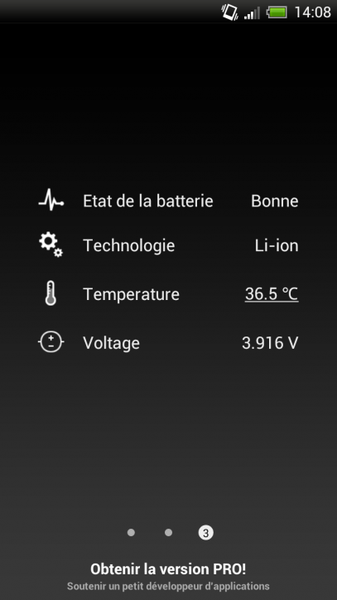 14:08
Etat de la batterie Bonne
Technologie Li-ion
Temperature 36.5 °C
Voltage 3.916 V
3
Obtenir la version PRO!
Soutenir un petit développeur d'applications